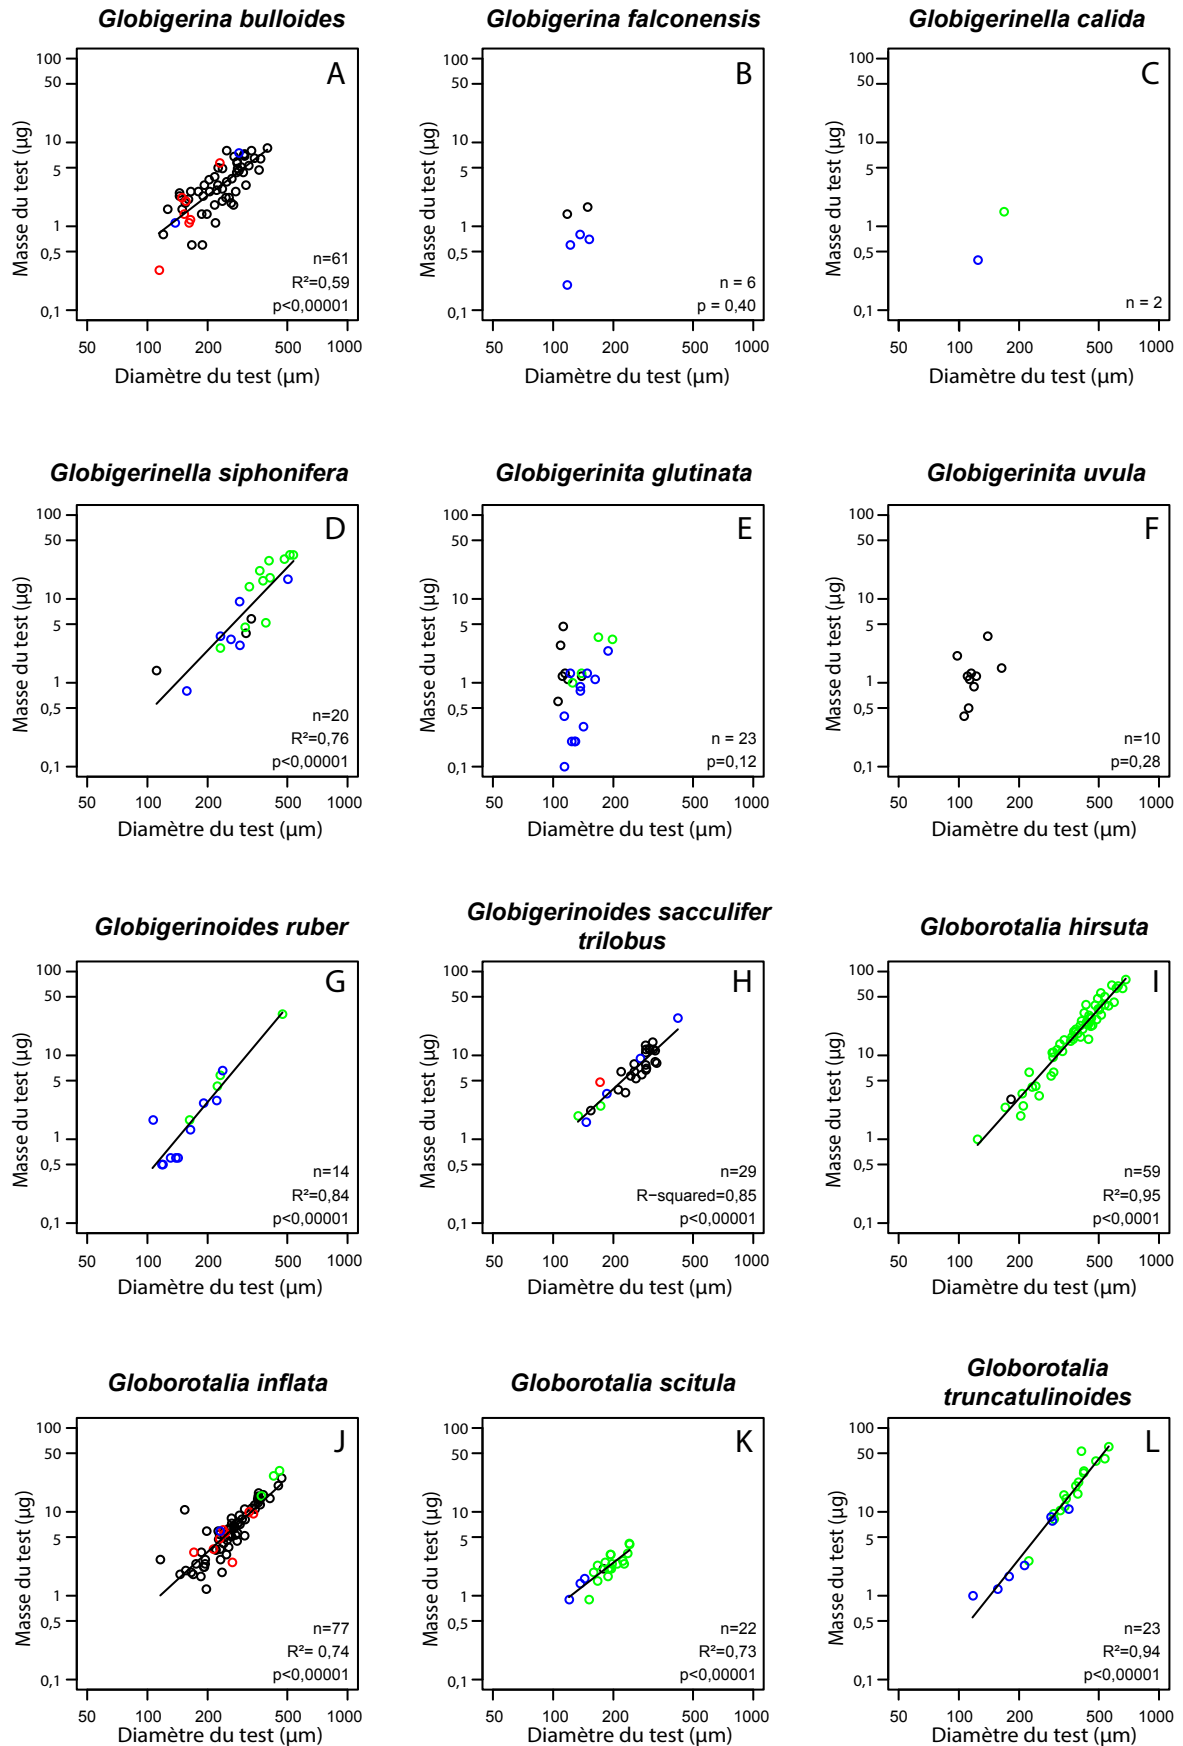 Globigerina bulloides
Globigerina falconensis
Globigerinella calida
A
100
50
10
5
1
0,5
0,1
Masse du test (µg)
n=61
R²=0,59
p<0,00001
50 100 200 500 1000
Diamètre du test (µm)
B
100
50
10
5
1
0,5
0,1
Masse du test (µg)
n = 6
p = 0,40
50 100 200 500 1000
Diamètre du test (µm)
C
100
50
10
5
1
0,5
0,1
Masse du test (µg)
n = 2
50 100 200 500 1000
Diamètre du test (µm)
Globigerinella siphonifera
Globigerinita glutinata
Globigerinita uvula
D
100
50
10
5
1
0,5
0,1
Masse du test (µg)
n=20
R²=0,76
p<0,00001
50 100 200 500 1000
Diamètre du test (µm)
E
100
50
10
5
1
0,5
0,1
Masse du test (µg)
n = 23
p=0,12
50 100 200 500 1000
Diamètre du test (µm)
F
100
50
10
5
1
0,5
0,1
Masse du test (µg)
n=10
p=0,28
50 100 200 500 1000
Diamètre du test (µm)
Globigerinoides ruber
Globigerinoides sacculifer
trilobus
Globorotalia hirsuta
G
100
50
10
5
1
0,5
0,1
Masse du test (µg)
n=14
R²=0,84
p<0,00001
50 100 200 500 1000
Diamètre du test (µm)
H
100
50
10
5
1
0,5
0,1
Masse du test (µg)
n=29
R−squared=0,85
p<0,00001
50 100 200 500 1000
Diamètre du test (µm)
I
100
50
10
5
1
0,5
0,1
Masse du test (µg)
n=59
R²=0,95
p<0,0001
50 100 200 500 1000
Diamètre du test (µm)
Globorotalia inflata
Globorotalia scitula
Globorotalia
truncatulinoides
J
100
50
10
5
1
0,5
0,1
Masse du test (µg)
n=77
R²= 0,74
p<0,00001
50 100 200 500 1000
Diamètre du test (µm)
K
100
50
10
5
1
0,5
0,1
Masse du test (µg)
n=22
R²=0,73
p<0,00001
50 100 200 500 1000
Diamètre du test (µm)
L
100
50
10
5
1
0,5
0,1
Masse du test (µg)
n=23
R²=0,94
p<0,00001
50 100 200 500 1000
Diamètre du test (µm)